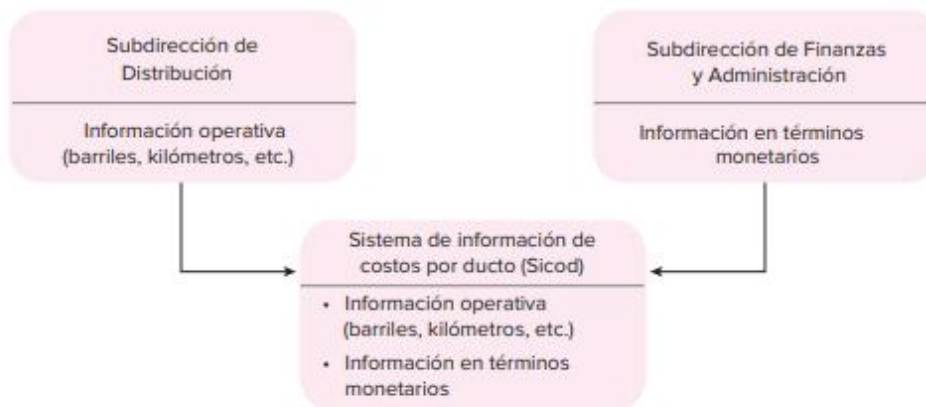 Subdirección de
Distribución
Información operativa
(barriles, kilómetros, etc.)
Subdirección de Finanzas
y Administración
Información en términos
monetarios
Sistema de información de
costos por ducto (Sicod)
• Información operativa
(barriles, kilómetros, etc.)
• Información en términos
monetarios